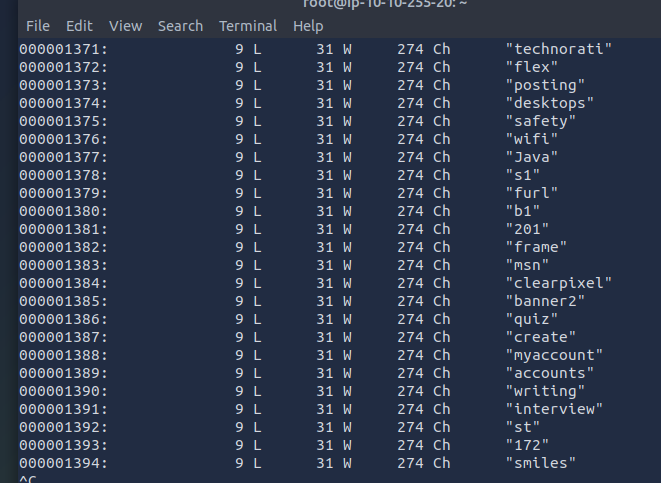 root@ip-10-10-255-20: ~
File Edit View Search Terminal Help
000001371: 9 L 31 W 274 Ch "technorati"
000001372: 9 L 31 W 274 Ch "flex"
000001373: 9 L 31 W 274 Ch "posting"
000001374: 9 L 31 W 274 Ch "desktops"
000001375: 9 L 31 W 274 Ch "safety"
000001376: 9 L 31 W 274 Ch "wifi"
000001377: 9 L 31 W 274 Ch "Java"
000001378: 9 L 31 W 274 Ch "s1"
000001379: 9 L 31 W 274 Ch "furl"
000001380: 9 L 31 W 274 Ch "b1"
000001381: 9 L 31 W 274 Ch "201"
000001382: 9 L 31 W 274 Ch "frame"
000001383: 9 L 31 W 274 Ch "msn"
000001384: 9 L 31 W 274 Ch "clearpixel"
000001385: 9 L 31 W 274 Ch "banner2"
000001386: 9 L 31 W 274 Ch "quiz"
000001387: 9 L 31 W 274 Ch "create"
000001388: 9 L 31 W 274 Ch "myaccount"
000001389: 9 L 31 W 274 Ch "accounts"
000001390: 9 L 31 W 274 Ch "writing"
000001391: 9 L 31 W 274 Ch "interview"
000001392: 9 L 31 W 274 Ch "st"
000001393: 9 L 31 W 274 Ch "172"
000001394: 9 L 31 W 274 Ch "smiles"
^C